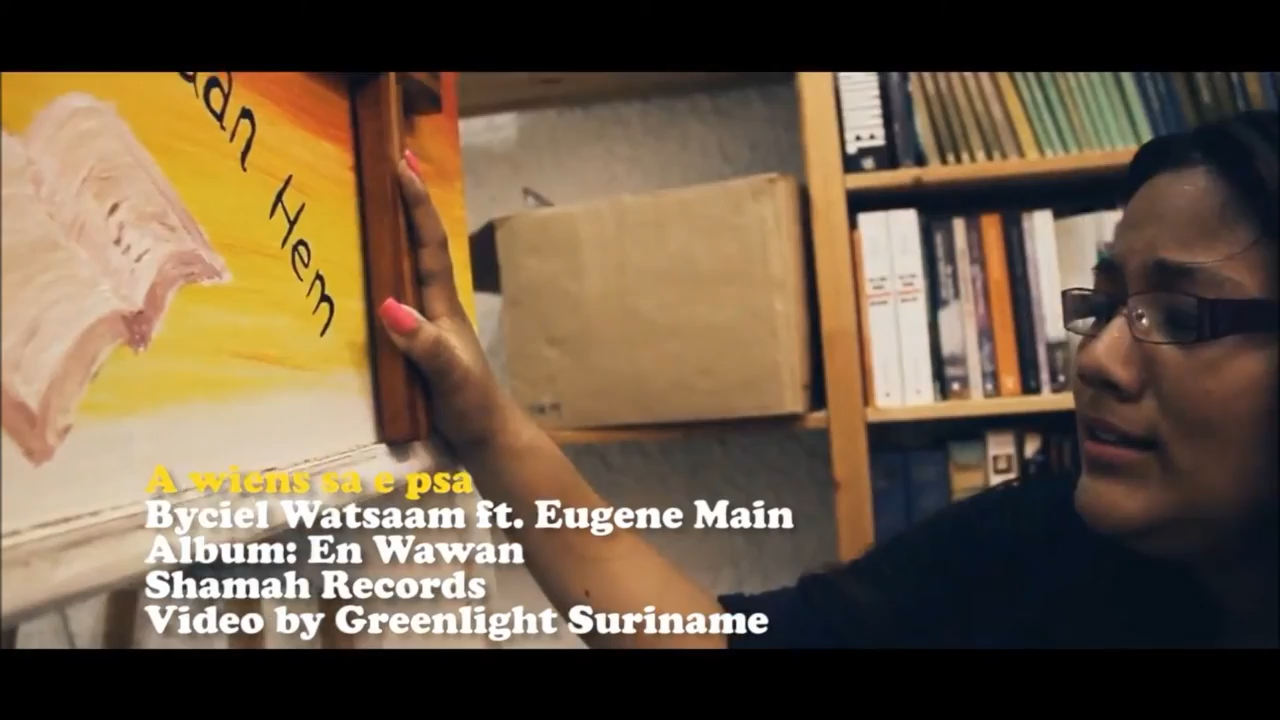 Hem
A wiens sa e psa
Byciel Watsaam ft. Eugene Main
Album: En Wawan
Shamah Records
Video by Greenlight Suriname